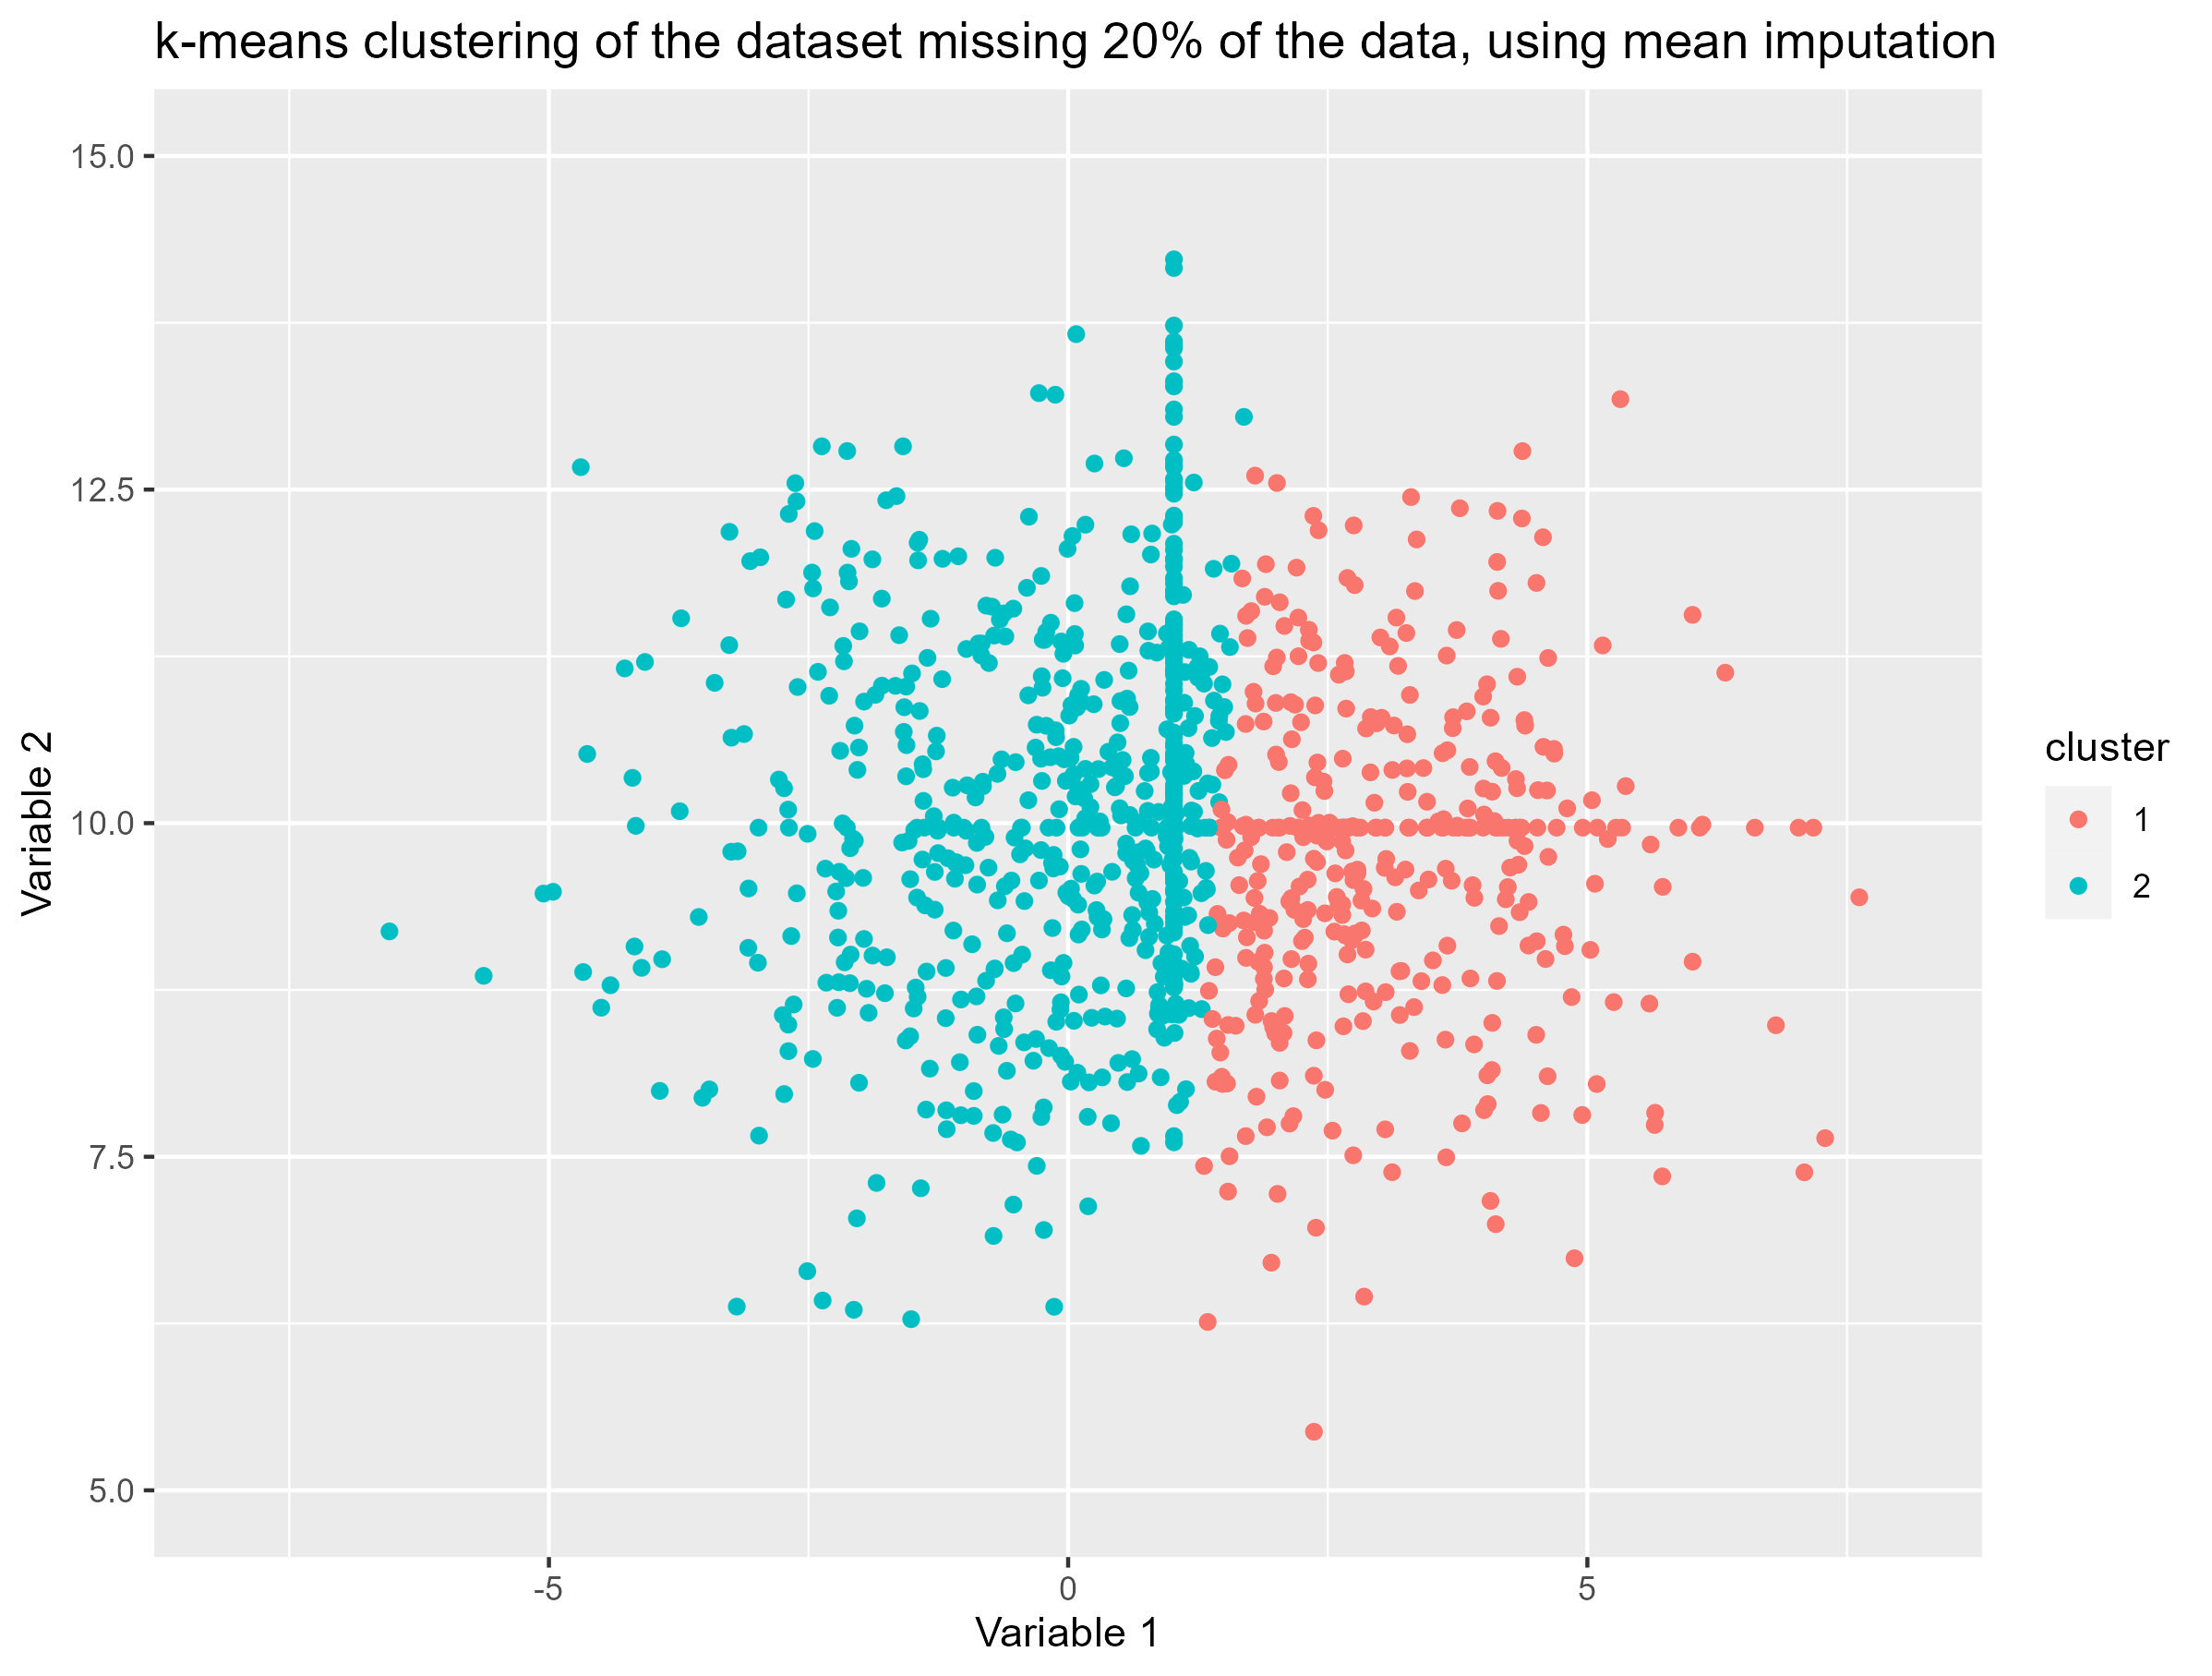 k-means clustering of the dataset missing 20% of the data, using mean imputation
15.0
12.5
10.0
7.5
5.0
Variable 2
-5
0
5
Variable 1
cluster
1
2